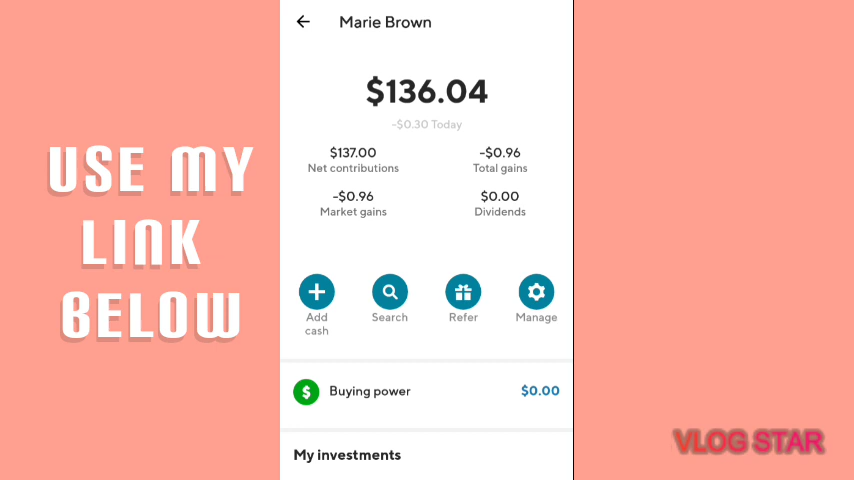 Marie Brown
$136.04
-$0.30 Today
$137.00
Net contributions
-$0.96
Total gains
-$0.96
Market gains
$0.00
Dividends
USE MY
LINK
BELOW
Add
cash
Search
Refer
Manage
$
Buying power
$0.00
My investments
VLOG STAR